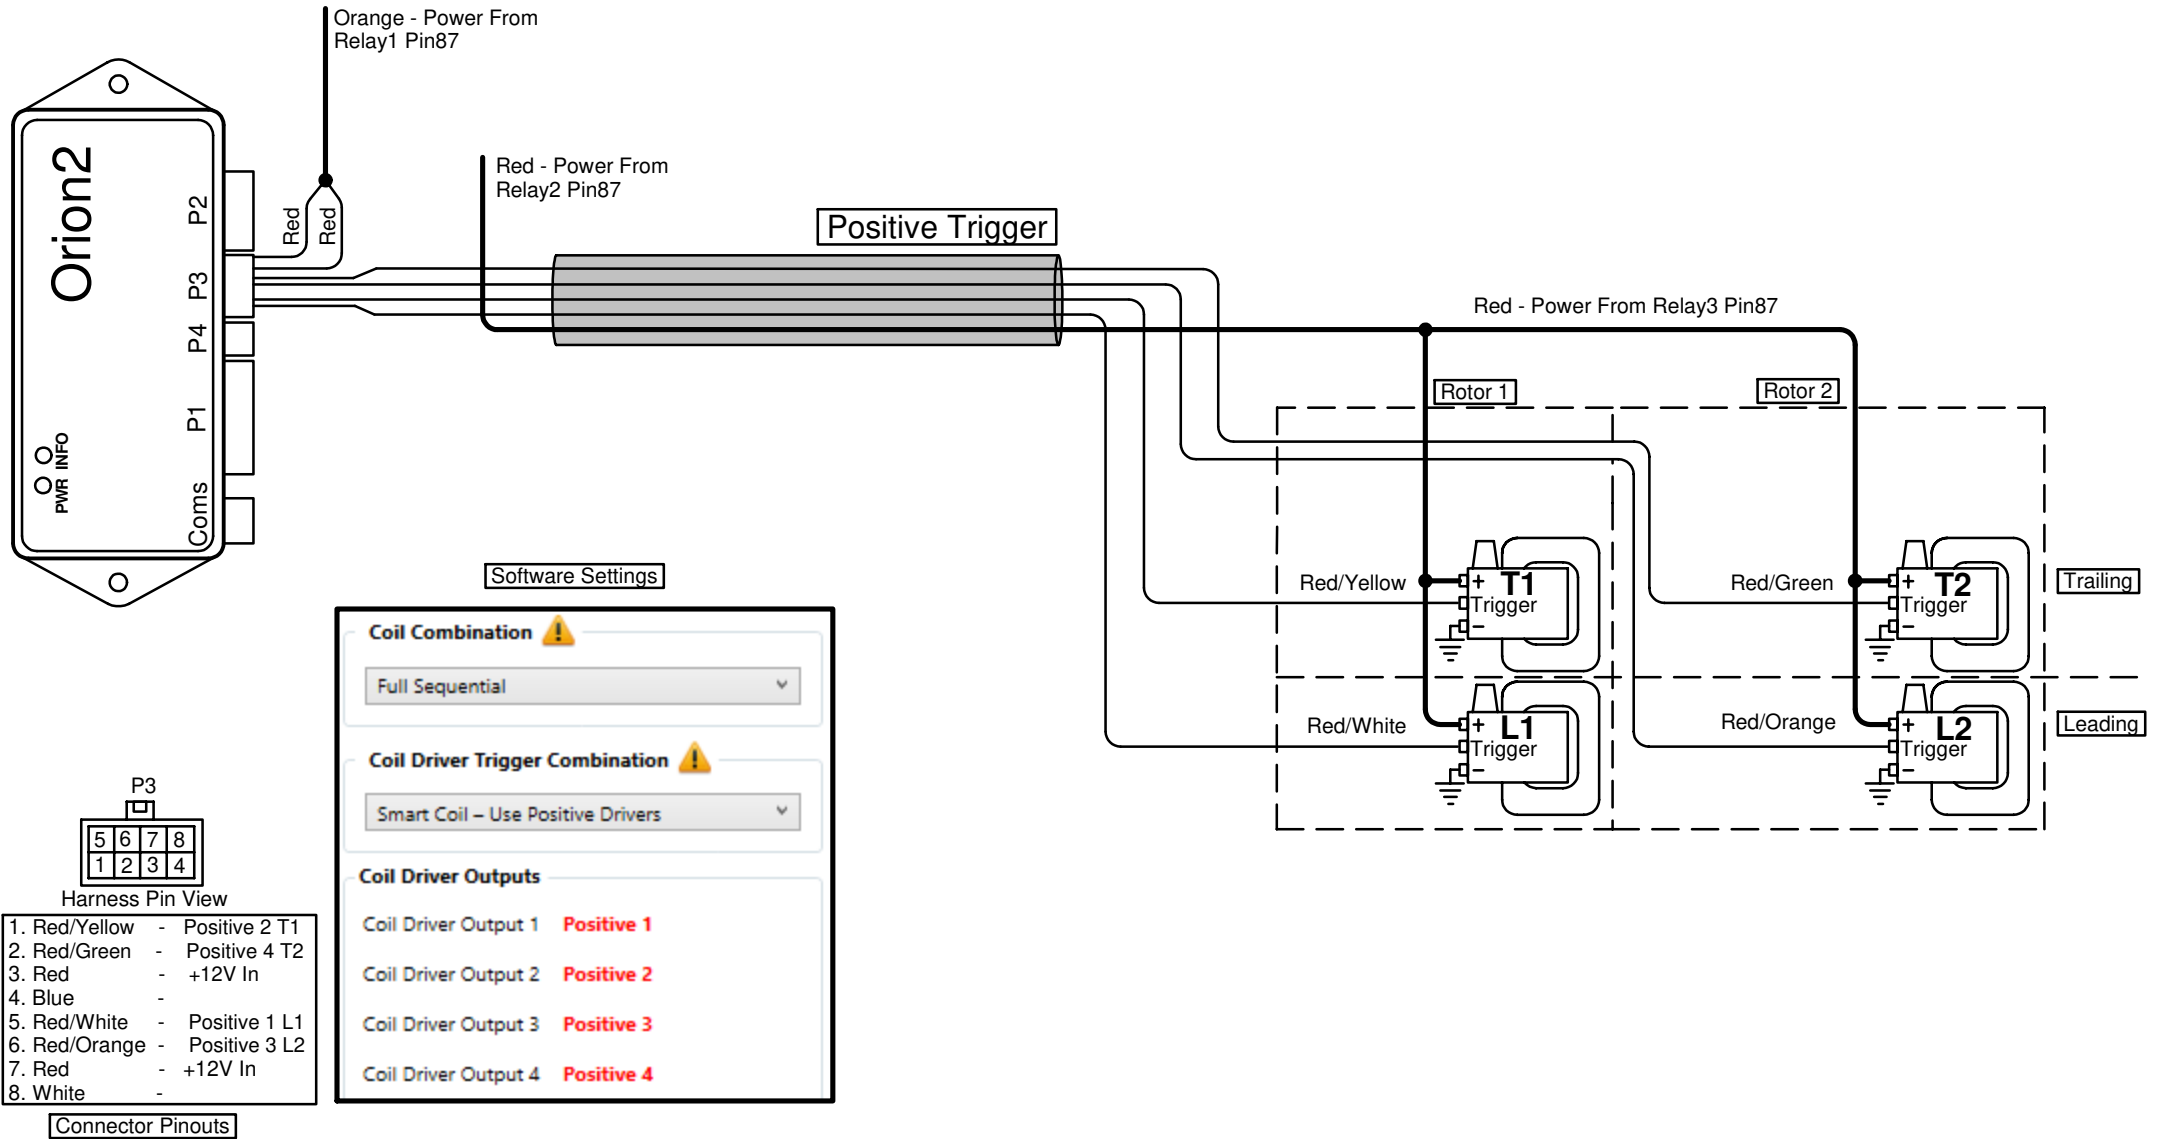 Orange - Power From
Relay1 Pin87
Orion2
P2
P3
P4
P1
Coms
PWR
INFO
Red
Red
Red - Power From
Relay2 Pin87
Positive Trigger
Red - Power From Relay3 Pin87
Rotor 1
Rotor 2
Red/Yellow
+
T1
Trigger
-
Red/Green
+
T2
Trigger
-
Trailing
Red/White
+
L1
Trigger
-
Red/Orange
+
L2
Trigger
-
Leading
Software Settings
Coil Combination
Full Sequential
Coil Driver Trigger Combination
Smart Coil – Use Positive Drivers
Coil Driver Outputs
Coil Driver Output 1 Positive 1
Coil Driver Output 2 Positive 2
Coil Driver Output 3 Positive 3
Coil Driver Output 4 Positive 4
P3
5 6 7 8
1 2 3 4
Harness Pin View
1. Red/Yellow - Positive 2 T1
2. Red/Green - Positive 4 T2
3. Red - +12V In
4. Blue -
5. Red/White - Positive 1 L1
6. Red/Orange - Positive 3 L2
7. Red - +12V In
8. White -
Connector Pinouts